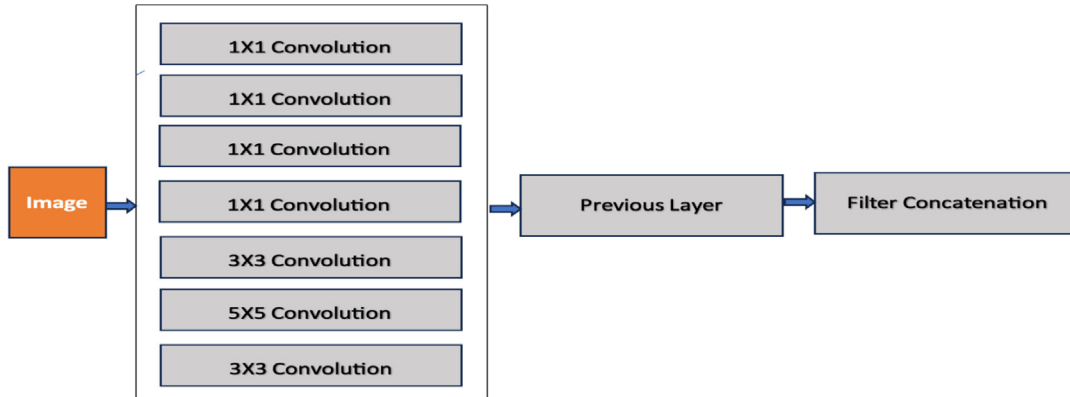 Image
1X1 Convolution
1X1 Convolution
1X1 Convolution
1X1 Convolution
3X3 Convolution
5X5 Convolution
3X3 Convolution
Previous Layer
Filter Concatenation